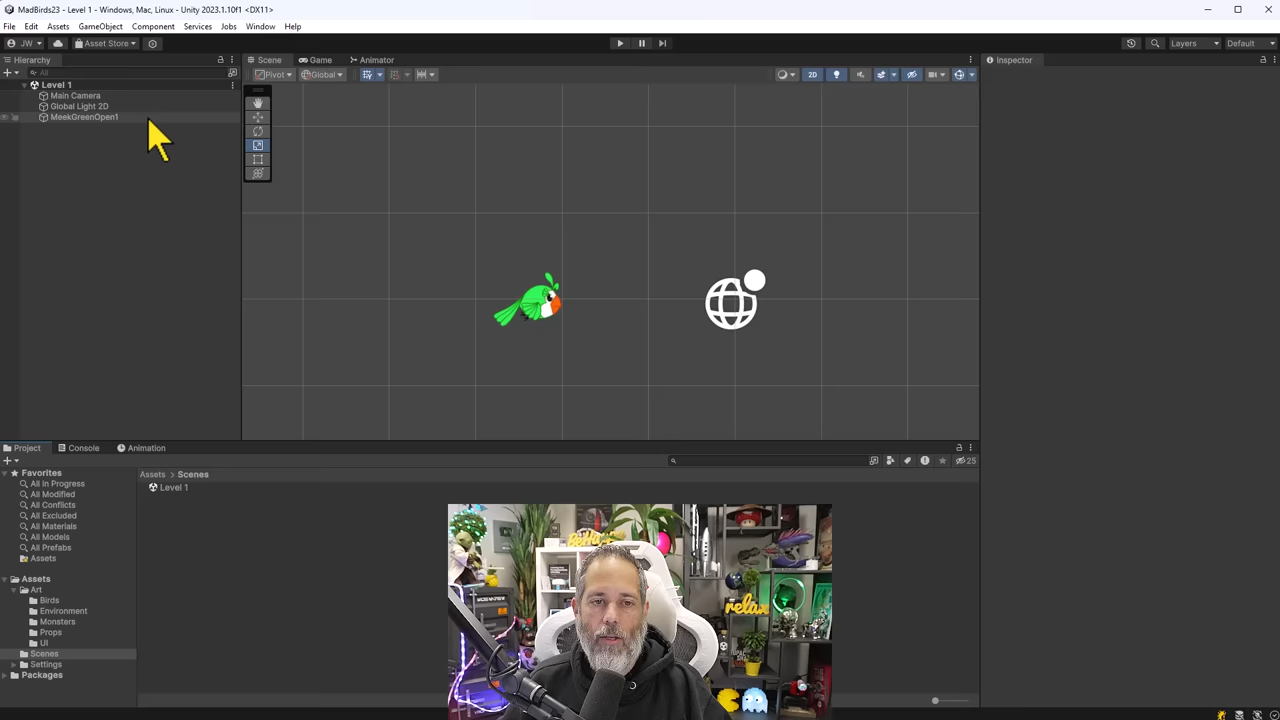 MadBirds23 - Level 1 - Windows, Mac, Linux - Unity 2023.1.10f1 <DX11>
File Edit Assets GameObject Component Services Jobs Window Help
JW Asset Store Layers Default
Hierarchy Scene Game Animator Inspector
All Pivot Global 2D
Level 1
Main Camera
Global Light 2D
MeekGreenOpen1
Project Console Animation
25
Favorites
All In Progress
All Modified
All Conflicts
All Excluded
All Materials
All Models
All Prefabs
Assets
Assets
Art
Birds
Environment
Monsters
Props
UI
Scenes
Settings
Packages
Assets > Scenes
Level 1
relax